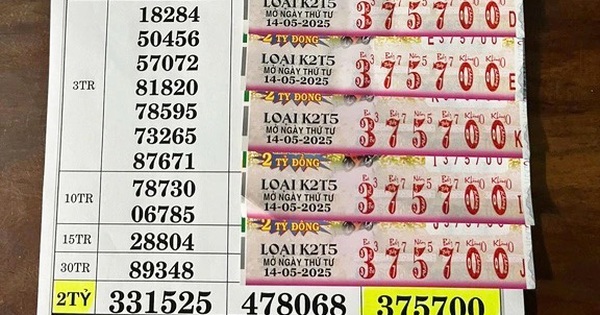 18284
50456
57072
3TR
81820
78595
73265
87671
10TR
78730
06785
15TR
28804
30TR
89348
2TỶ
331525
478068
375700
LOẠI K2T5
MỞ NGÀY THỨ TƯ
14-05-2025
375700 D
2 TỶ ĐỒNG
E375700
LOẠI K2T5
MỞ NGÀY THỨ TƯ
14-05-2025
375700 E
2 TỶ ĐỒNG
LOẠI K2T5
MỞ NGÀY THỨ TƯ
14-05-2025
375700 K
2 TỶ ĐỒNG
I375700
LOẠI K2T5
MỞ NGÀY THỨ TƯ
14-05-2025
375700 I
2 TỶ ĐỒNG
J375700
LOẠI K2T5
MỞ NGÀY THỨ TƯ
14-05-2025
375700 J